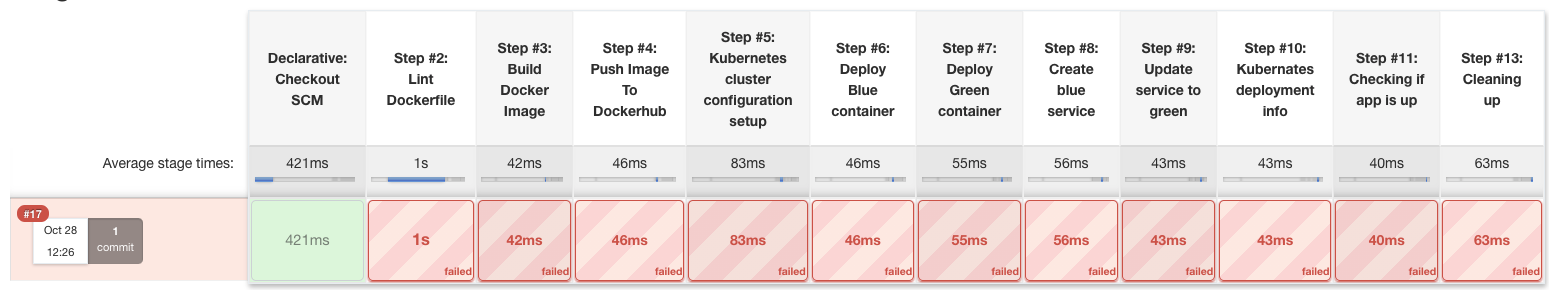 Declarative:
Checkout
SCM
Step #2:
Lint
Dockerfile
Step #3:
Build
Docker
Image
Step #4:
Push Image
To
Dockerhub
Step #5:
Kubernetes
cluster
configuration
setup
Step #6:
Deploy
Blue
container
Step #7:
Deploy
Green
container
Step #8:
Create
blue
service
Step #9:
Update
service to
green
Step #10:
Kubernates
deployment
info
Step #11:
Checking if
app is up
Step #13:
Cleaning
up
Average stage times:
421ms
1s
42ms
46ms
83ms
46ms
55ms
56ms
43ms
43ms
40ms
63ms
#17
Oct 28
12:26
1
commit
421ms
1s
failed
42ms
failed
46ms
failed
83ms
failed
46ms
failed
55ms
failed
56ms
failed
43ms
failed
43ms
failed
40ms
failed
63ms
failed